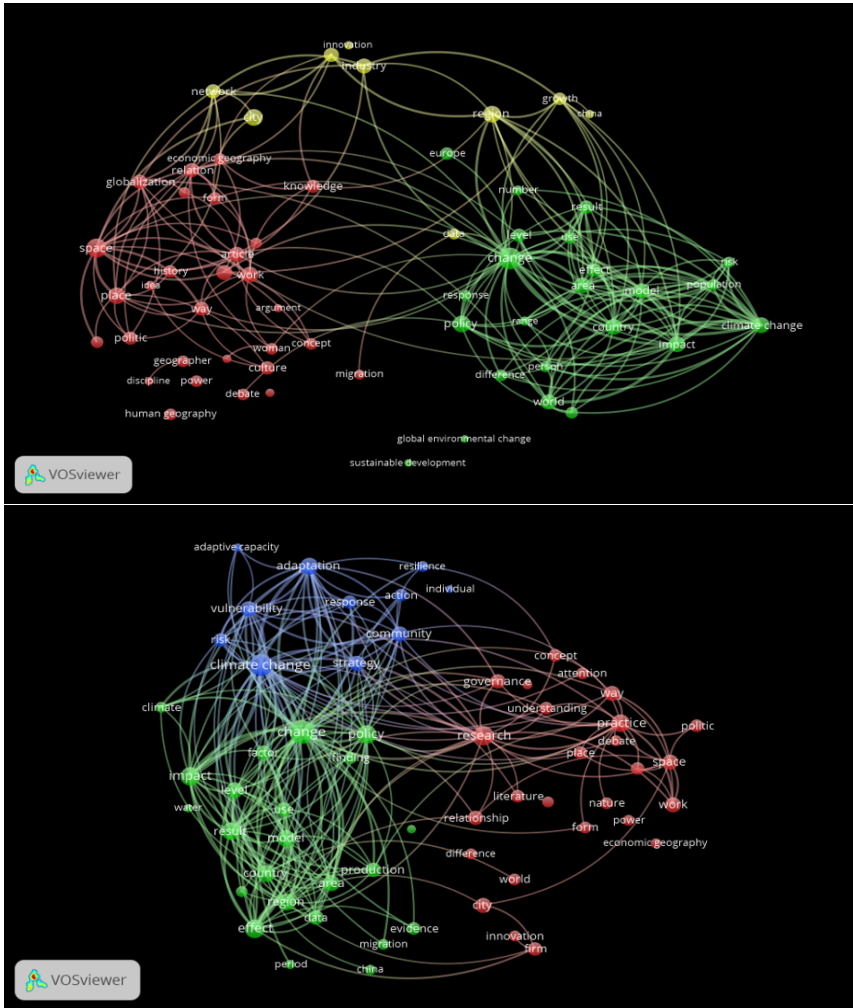 innovation
industry
network
region
growth
china
city
europe
economic geography
relation
globalization
knowledge
number
form
result
data
level
use
space
article
change
effect
risk
history
work
area
model
population
idea
place
response
way
argument
policy
range
country
climate change
politic
woman
concept
impact
geographer
culture
migration
difference
person
discipline
power
debate
world
human geography
global environmental change
sustainable development
VOSviewer
adaptive capacity
adaptation
resilience
individual
response
action
vulnerability
risk
community
climate change
strategy
concept
governance
attention
way
climate
understanding
change
policy
research
practice
politic
factor
finding
debate
place
space
impact
level
water
use
literature
nature
work
result
model
relationship
form
power
economic geography
country
area
production
difference
region
world
data
city
effect
evidence
innovation
migration
firm
period
china
VOSviewer